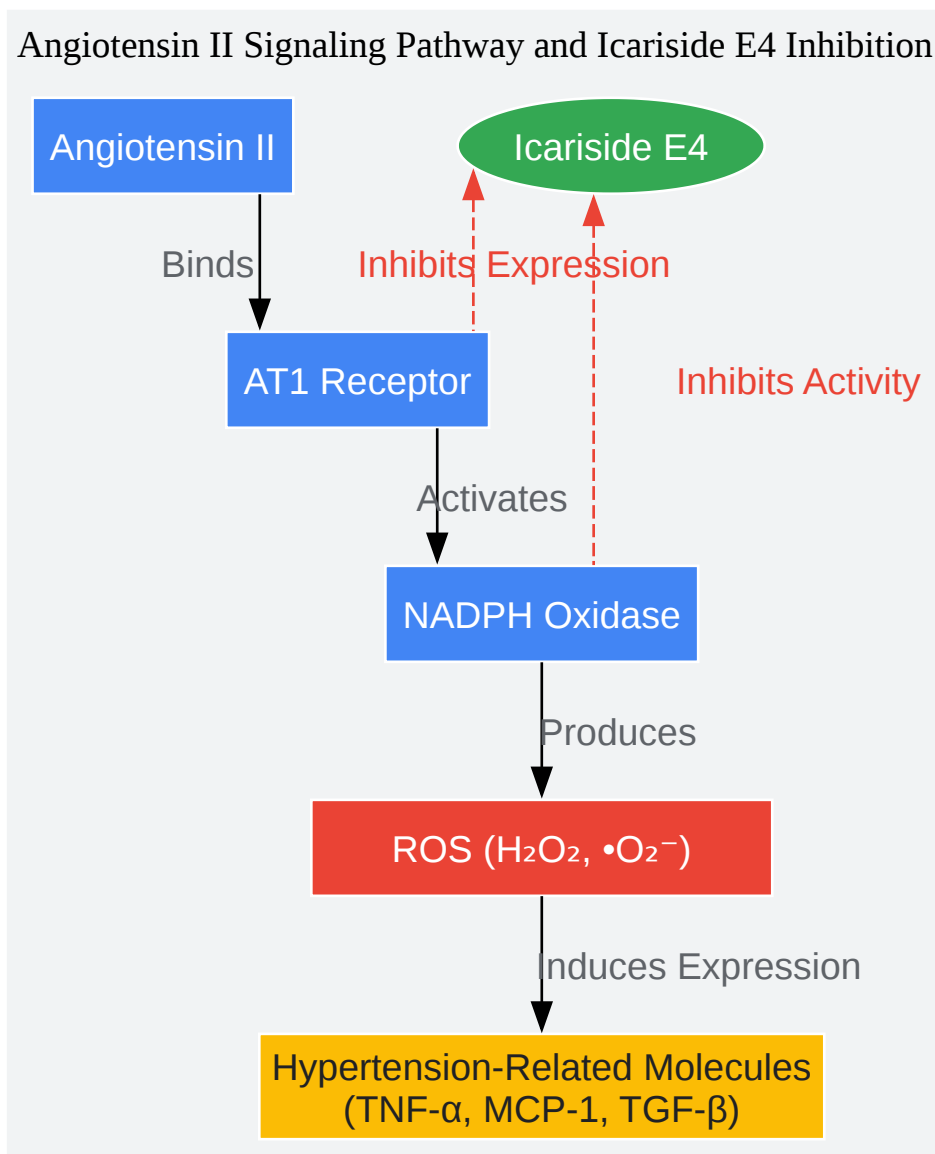 Angiotensin II Signaling Pathway and Icariside E4 Inhibition
Angiotensin II
Icariside E4
Binds
Inhibits Expression
AT1 Receptor
Inhibits Activity
Activates
NADPH Oxidase
Produces
ROS (H₂O₂, •O₂⁻)
Induces Expression
Hypertension-Related Molecules
(TNF-α, MCP-1, TGF-β)